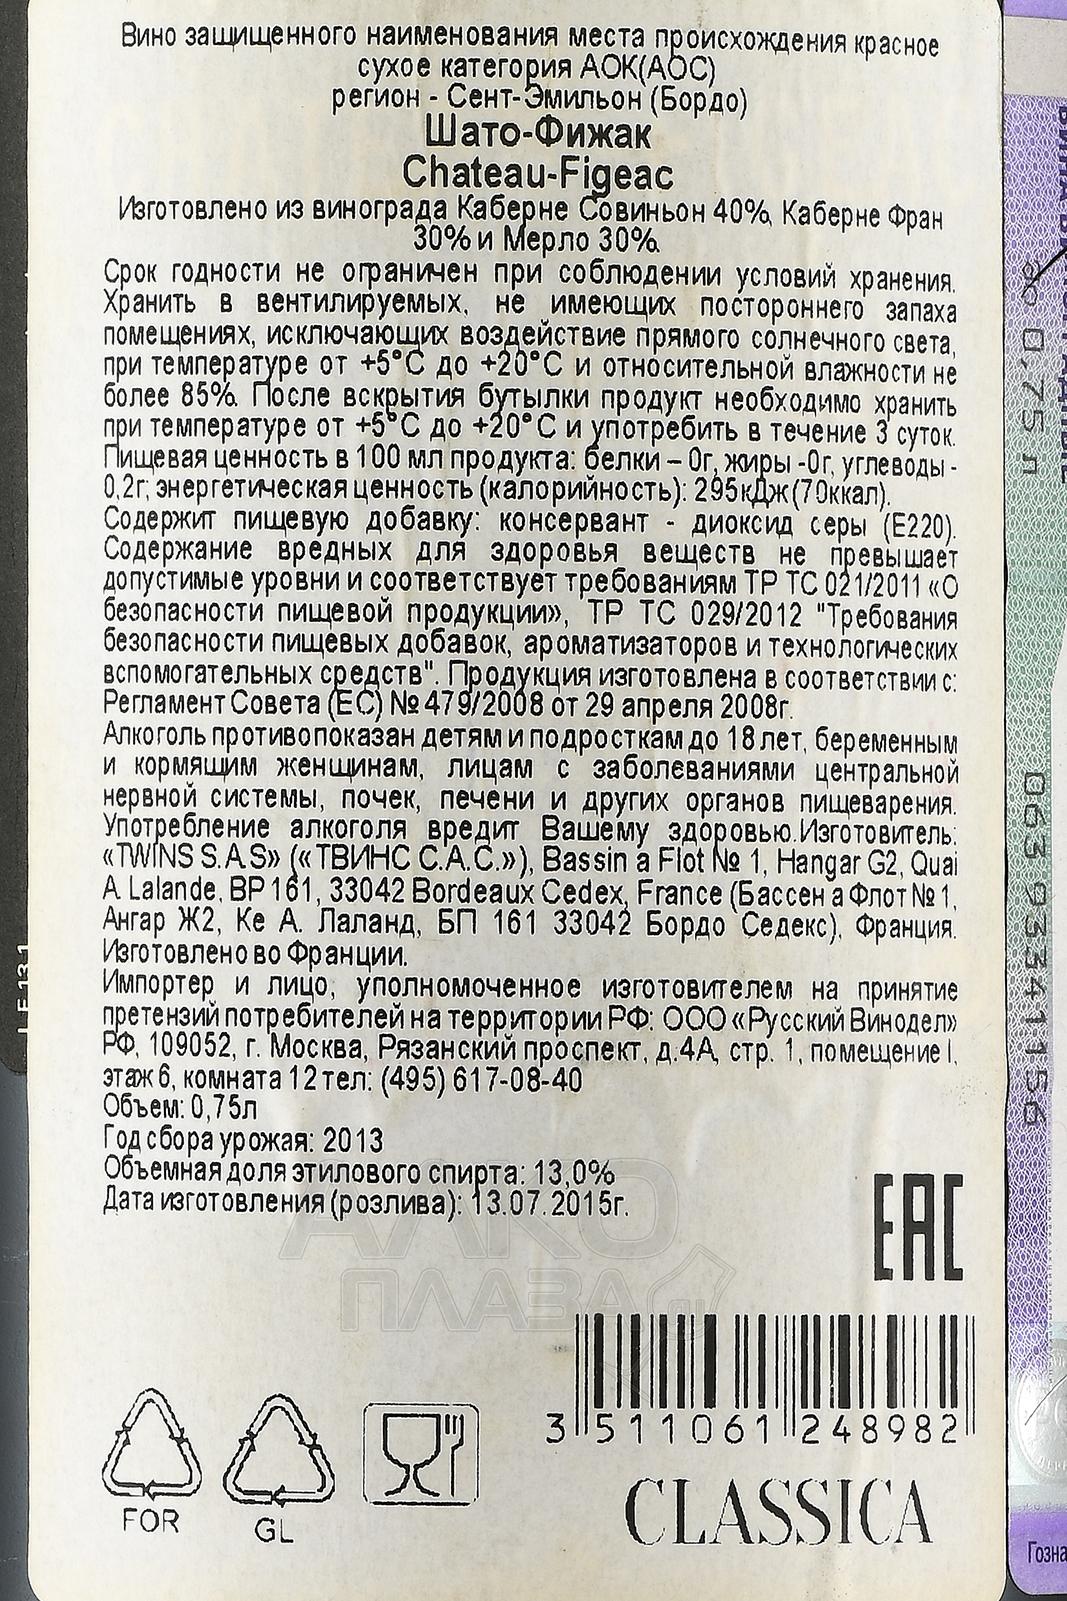 Вино защищенного наименования места происхождения красное
сухое категория АОК(АОС)
регион - Сент-Эмильон (Бордо)
Шато-Фижак
Chateau-Figeac
Изготовлено из винограда Каберне Совиньон 40%, Каберне Фран
30% и Мерло 30%.
Срок годности не ограничен при соблюдении условий хранения.
Хранить в вентилируемых, не имеющих постороннего запаха
помещениях, исключающих воздействие прямого солнечного света,
при температуре от +5°С до +20°С и относительной влажности не
более 85%. После вскрытия бутылки продукт необходимо хранить
при температуре от +5°С до +20°С и употребить в течение 3 суток.
Пищевая ценность в 100 мл продукта: белки – 0г, жиры -0г, углеводы -
0,2г; энергетическая ценность (калорийность): 295кДж(70ккал).
Содержит пищевую добавку: консервант - диоксид серы (Е220).
Содержание вредных для здоровья веществ не превышает
допустимые уровни и соответствует требованиям ТР ТС 021/2011 «О
безопасности пищевой продукции», ТР ТС 029/2012 "Требования
безопасности пищевых добавок, ароматизаторов и технологических
вспомогательных средств". Продукция изготовлена в соответствии с:
Регламент Совета (ЕС) №479/2008 от 29 апреля 2008г.
Алкоголь противопоказан детям и подросткам до 18 лет, беременным
и кормящим женщинам, лицам с заболеваниями центральной
нервной системы, почек, печени и других органов пищеварения.
Употребление алкоголя вредит Вашему здоровью.Изготовитель:
«TWINS S.A.S» («ТВИНС С.А.С.»), Bassin a Flot № 1, Hangar G2, Quai
A. Lalande, BP 161, 33042 Bordeaux Cedex, France (Бассен а Флот № 1,
Ангар Ж2, Ке А. Лаланд, БП 161 33042 Бордо Седекс), Франция.
Изготовлено во Франции.
Импортер и лицо, уполномоченное изготовителем на принятие
претензий потребителей на территории РФ: ООО «Русский Винодел»
РФ, 109052, г. Москва, Рязанский проспект, д.4А, стр. 1, помещение I,
этаж 6, комната 12 тел: (495) 617-08-40
Объем: 0,75л
Год сбора урожая: 2013
Объемная доля этилового спирта: 13,0%
Дата изготовления (розлива): 13.07.2015г.
EAC
АЛКО
ПЛАЗА
3 511061 248982
FOR
GL
CLASSICA
до 0,75 л
063 933341156
Гозна